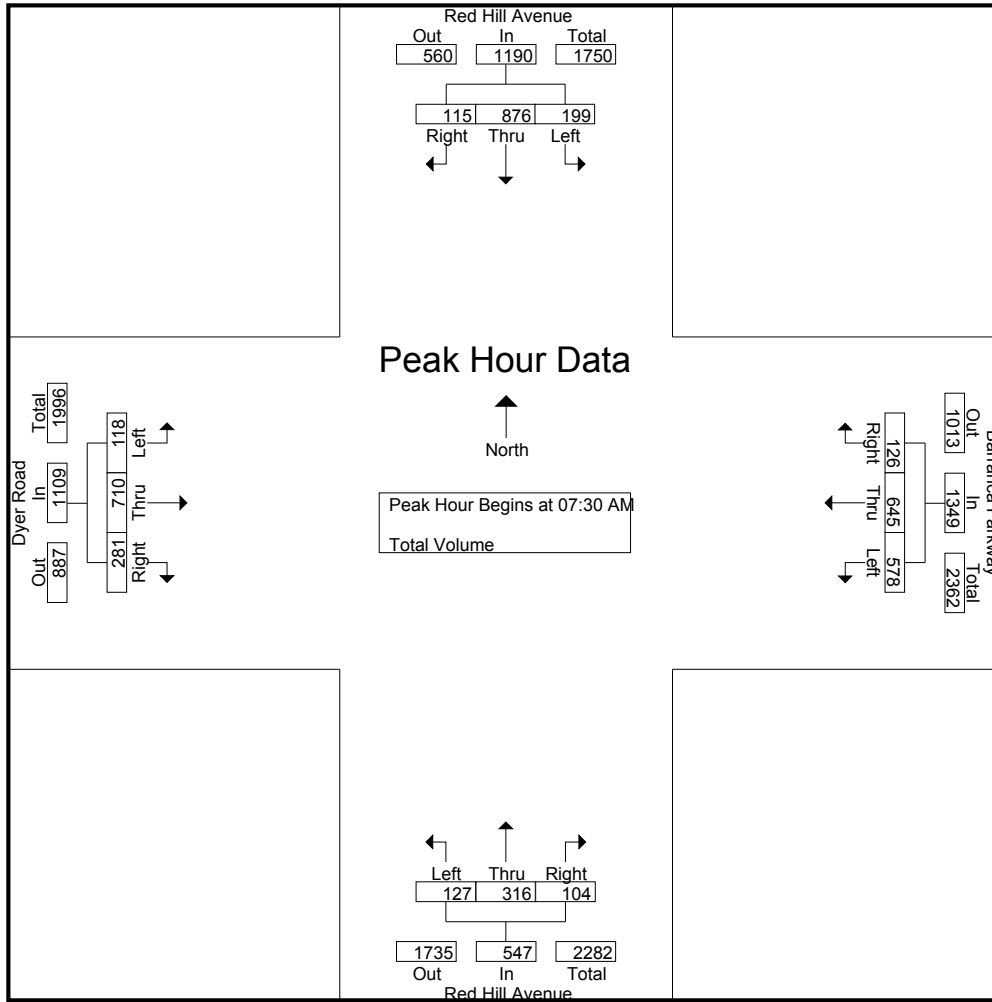 Red Hill Avenue
Out In Total
560 1190 1750
115 876 199
Right Thru Left
Peak Hour Data
North
Peak Hour Begins at 07:30 AM
Total Volume
Dyer Road
Total In Out
1996 1109 887
118 710 281
Left Thru Right
Right Thru Left
126 645 578
Out In Total
1013 1349 2362
Barranca Parkway
Left Thru Right
127 316 104
1735 547 2282
Out In Total
Red Hill Avenue